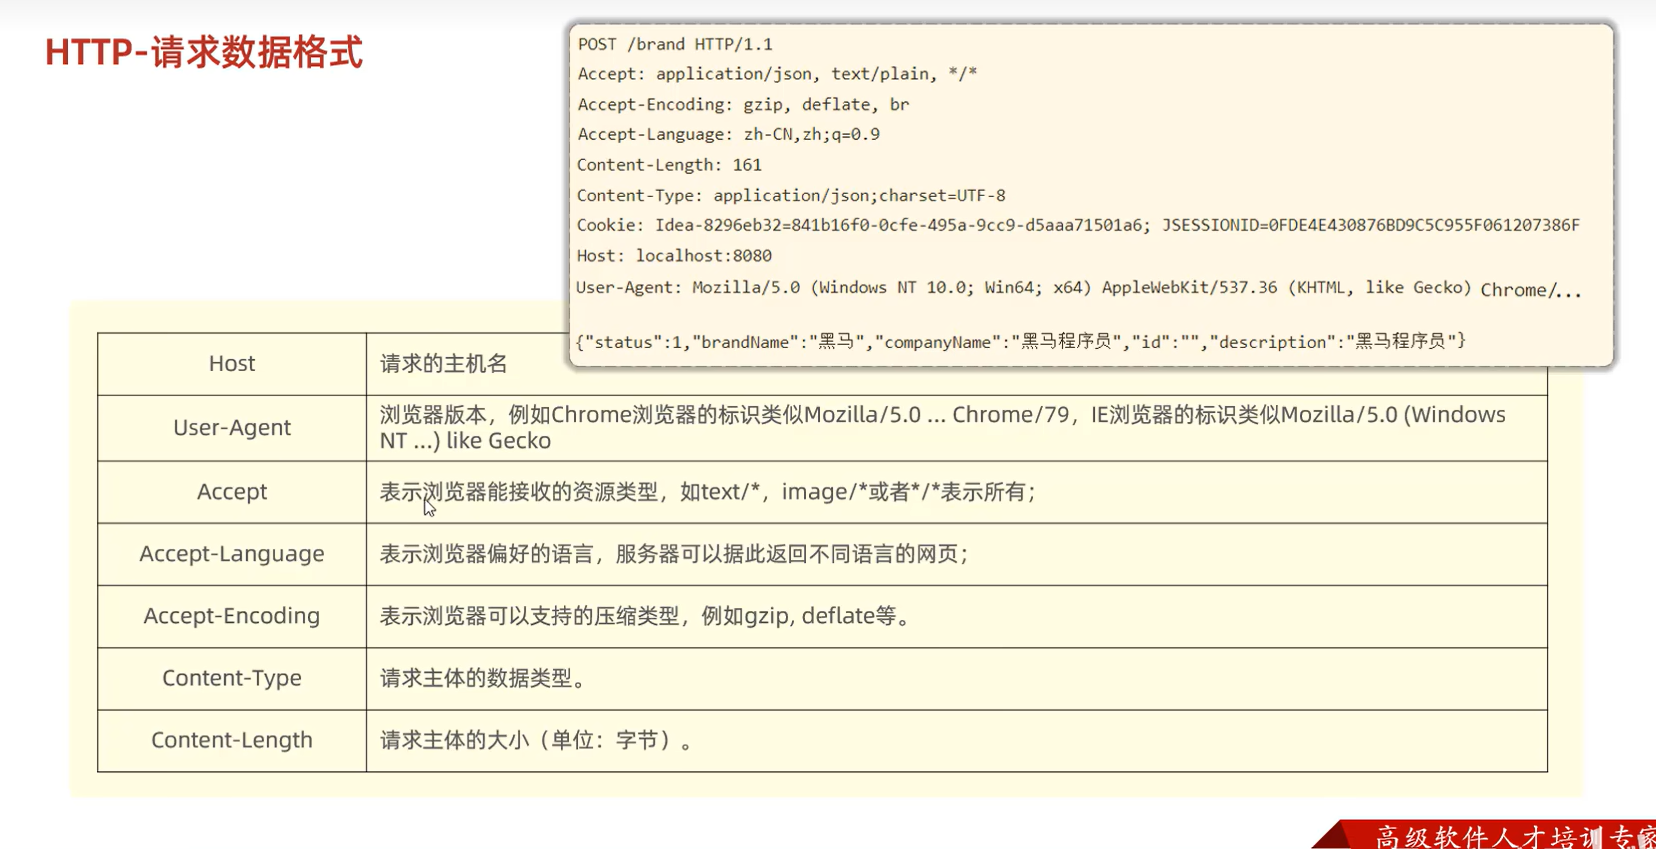 HTTP-请求数据格式
POST /brand HTTP/1.1
Accept: application/json, text/plain, */*
Accept-Encoding: gzip, deflate, br
Accept-Language: zh-CN,zh;q=0.9
Content-Length: 161
Content-Type: application/json;charset=UTF-8
Cookie: Idea-8296eb32=841b16f0-0cfe-495a-9cc9-d5aaa71501a6; JSESSIONID=0FDE4E430876BD9C5C955F061207386F
Host: localhost:8080
User-Agent: Mozilla/5.0 (Windows NT 10.0; Win64; x64) AppleWebKit/537.36 (KHTML, like Gecko) Chrome/...
{"status":1,"brandName":"黑马","companyName":"黑马程序员","id":"","description":"黑马程序员"}
Host 请求的主机名
User-Agent 浏览器版本，例如Chrome浏览器的标识类似Mozilla/5.0 ... Chrome/79，IE浏览器的标识类似Mozilla/5.0 (Windows
NT ...) like Gecko
Accept 表示浏览器能接收的资源类型，如text/*，image/*或者*/*表示所有；
Accept-Language 表示浏览器偏好的语言，服务器可以据此返回不同语言的网页；
Accept-Encoding 表示浏览器可以支持的压缩类型，例如gzip, deflate等。
Content-Type 请求主体的数据类型。
Content-Length 请求主体的大小（单位：字节）。
高级软件人才培训专家